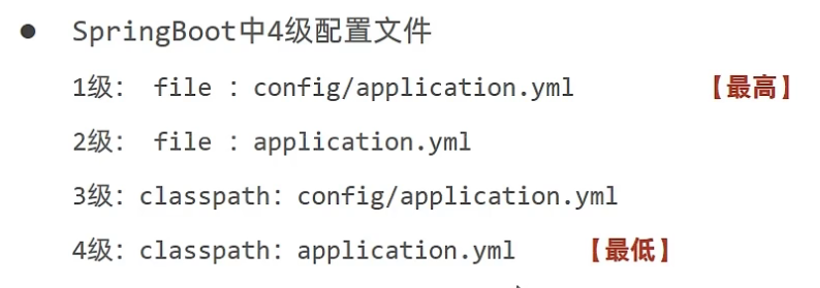 ● SpringBoot中4级配置文件
1级： file ：config/application.yml 【最高】
2级： file ：application.yml
3级：classpath：config/application.yml
4级：classpath：application.yml 【最低】